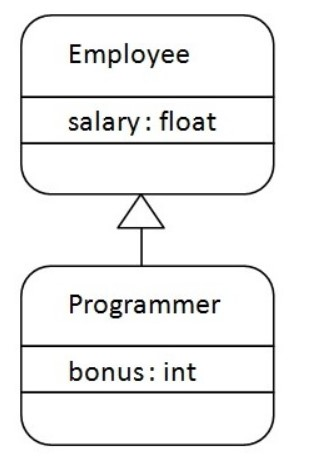 Employee
salary : float
Programmer
bonus : int